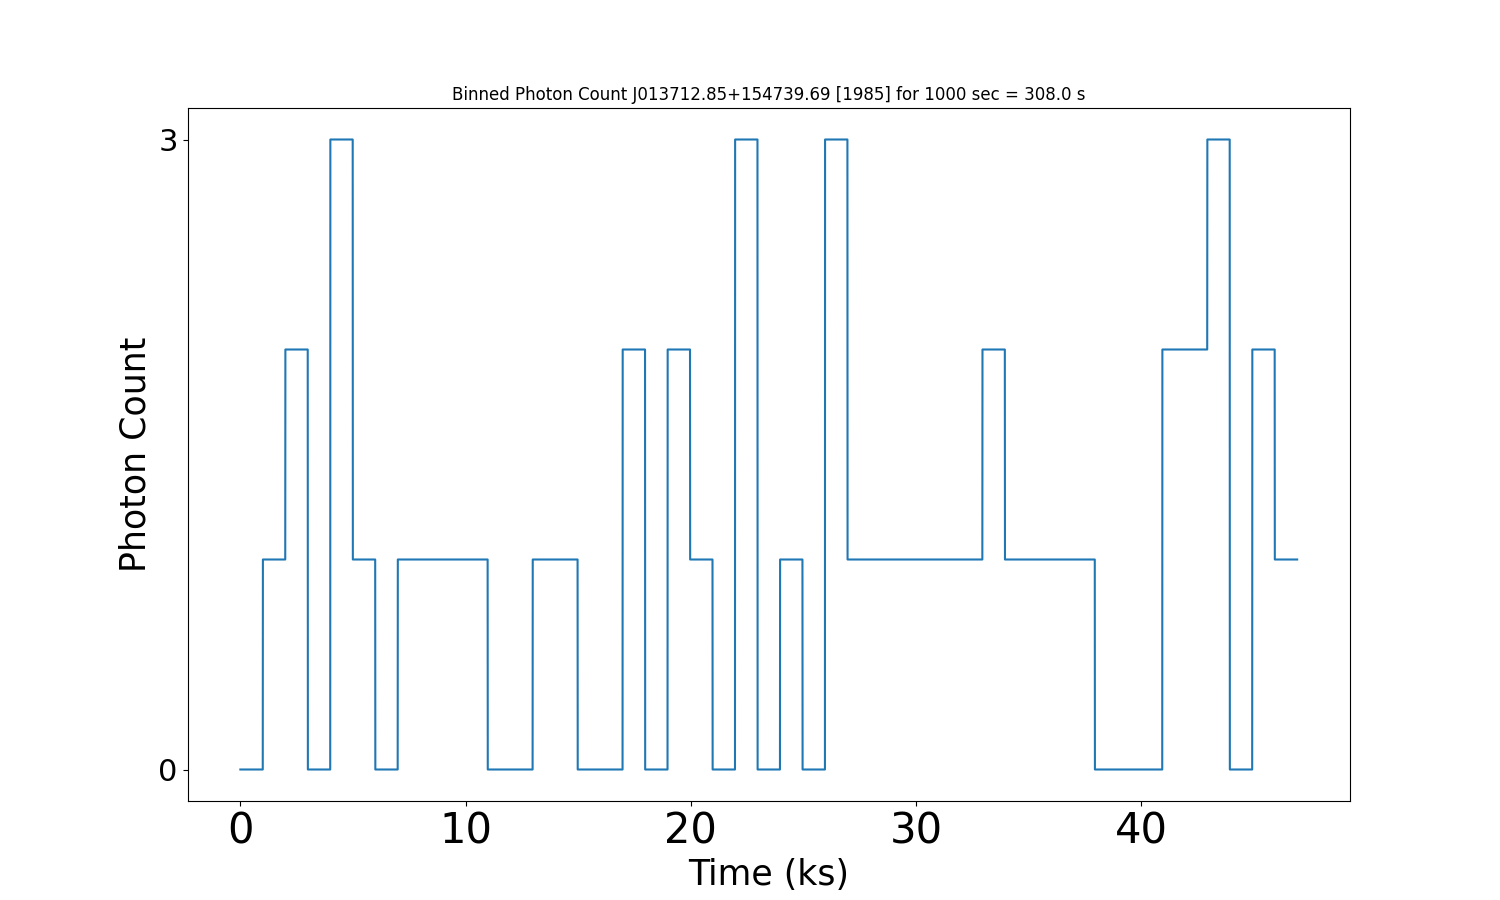 Binned Photon Count J013712.85+154739.69 [1985] for 1000 sec = 308.0 s
3
Photon Count
0
0 10 20 30 40
Time (ks)